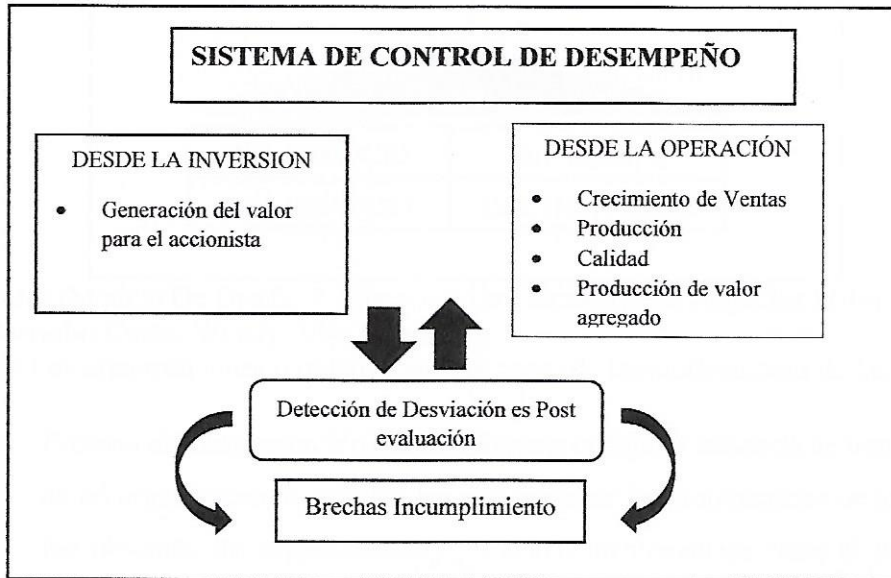 SISTEMA DE CONTROL DE DESEMPEÑO
DESDE LA INVERSION
• Generación del valor
para el accionista
DESDE LA OPERACIÓN
• Crecimiento de Ventas
• Producción
• Calidad
• Producción de valor
agregado
Detección de Desviación es Post
evaluación
Brechas Incumplimiento